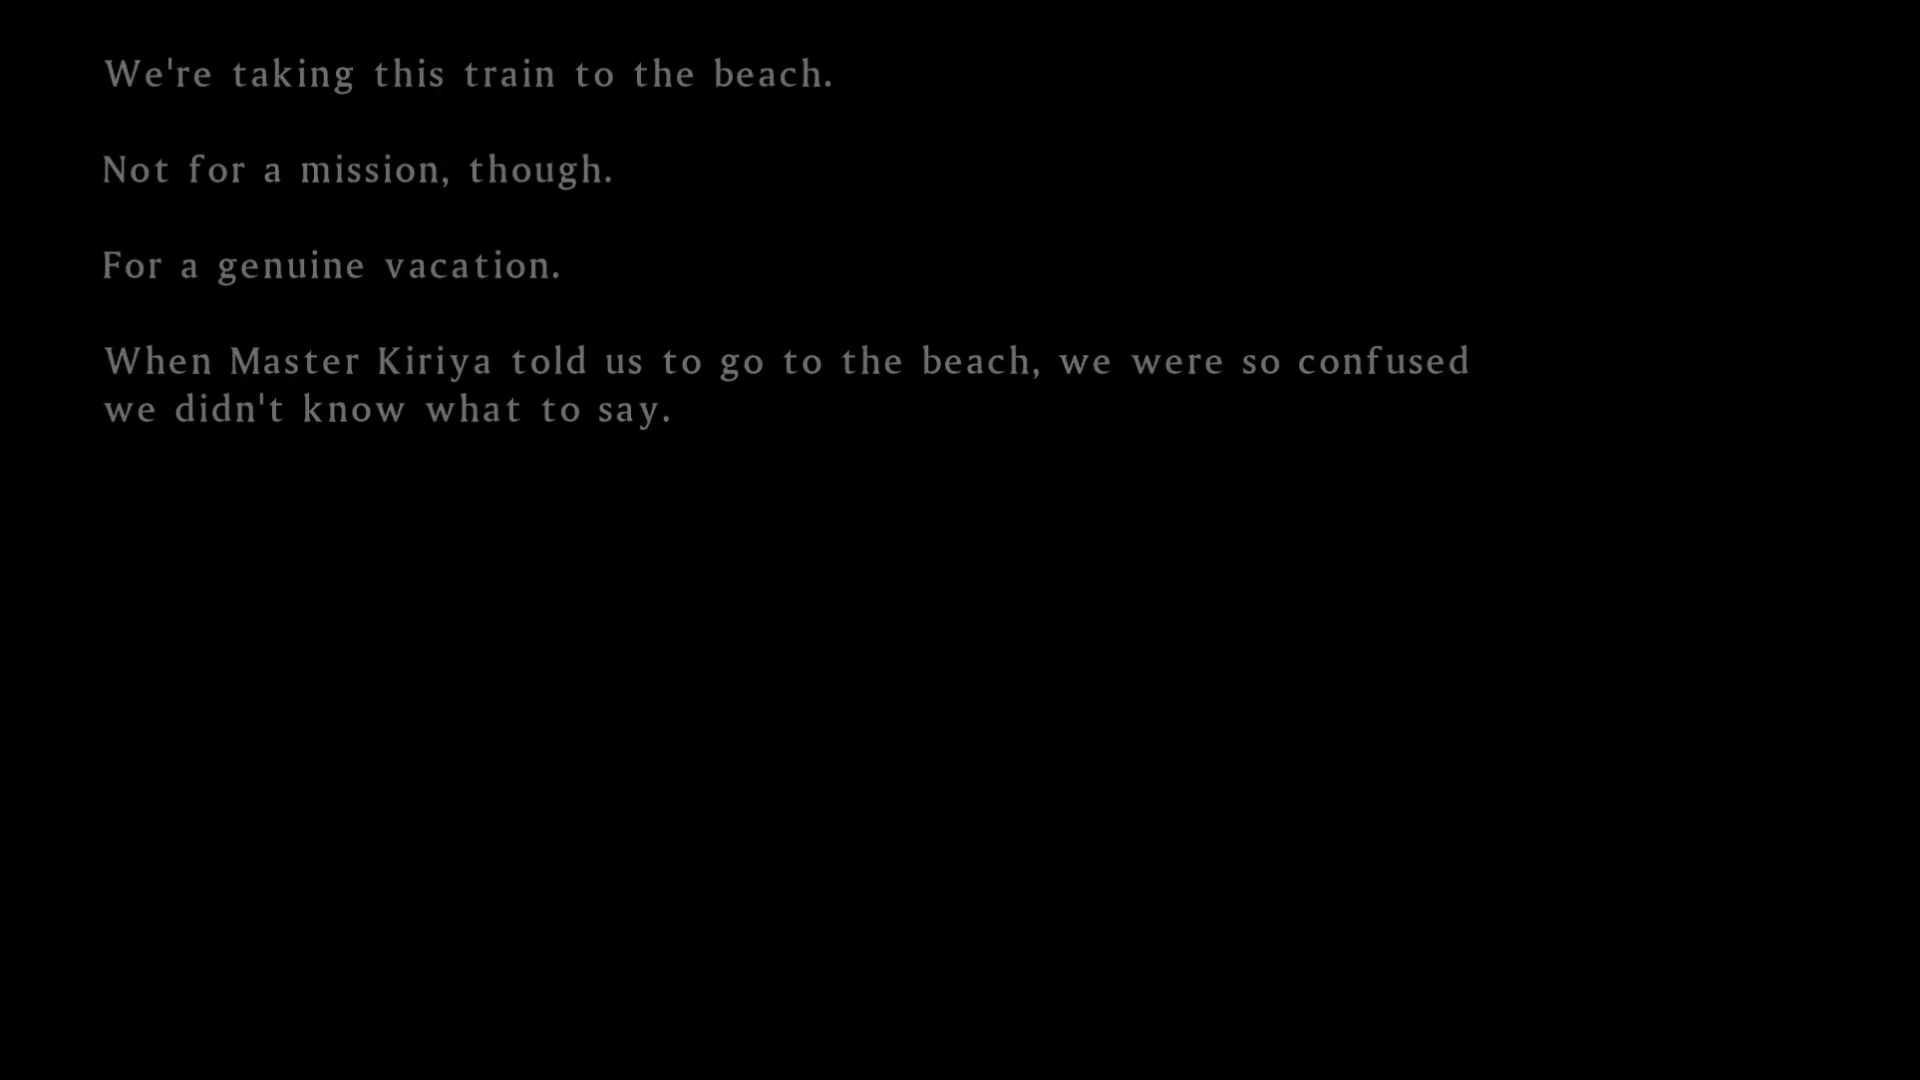 We're taking this train to the beach.
Not for a mission, though.
For a genuine vacation.
When Master Kiriya told us to go to the beach, we were so confused
we didn't know what to say.